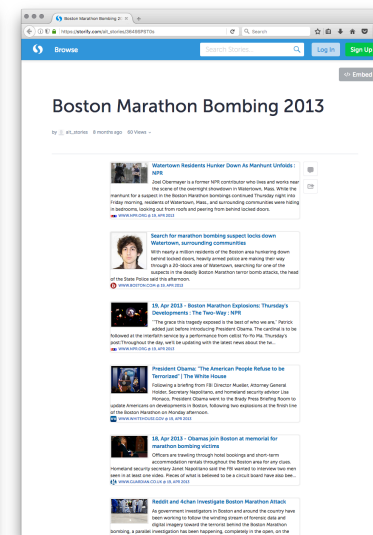 Boston Marathon Bombing 2
https://storify.com/all_stories/
Search
Browse
Search Stories...
Log In
Sign Up
</> Embed
Boston Marathon Bombing 2013
by all_stories 8 months ago 60 Views
Watertown Residents Hunker Down As Manhunt Unfolds :
NPR
Joel Obermayer is a former NPR contributor who lives and works near
the scene of the overnight showdown in Watertown, Mass. While the
manhunt for a suspect in the Boston Marathon bombings continued Thursday night into
Friday morning, residents of Watertown, Mass., and surrounding communities were holing
in bedrooms, looking out from roofs and peering from behind locked doors.
WWW.NPR.ORG @ 19. APR 2013
Search for marathon bombing suspect locks down
Watertown, surrounding communities
With nearly a million residents of the Boston area hunkering down
behind locked doors, heavily armed police are making their way
through a 20-block area of Watertown, searching for one of the
suspects in the deadly Boston Marathon terror bomb attacks, the head
of the State Police said this afternoon.
WWW.BOSTON.COM @ 19. APR 2013
19. Apr 2013 - Boston Marathon Explosions: Thursday's
Developments : The Two-Way : NPR
"The grace this tragedy exposed is the best of who we are," Patrick
added just before introducing President Obama. The cardinal is to be
followed at the interfaith service by a performance from cellist Yo-Yo Ma. Thursday's
post:Throughout the day, we'll be updating with the latest news about the tw...
WWW.NPR.ORG @ 19. APR 2013
President Obama: "The American People Refuse to be
Terrorized" | The White House
Following a briefing from FBI Director Mueller, Attorney General
Holder, Secretary Napolitano, and homeland security advisor Lisa
Monaco, President Obama went to the Brady Press Briefing Room to
update Americans on developments in Boston, following two explosions at the finish line
of the Boston Marathon on Monday afternoon.
WWW.WHITEHOUSE.GOV @ 19. APR 2013
18. Apr 2013 - Obamas join Boston at memorial for
marathon bombing victims
Officers are trawling through hotel bookings and short-term
accommodation rentals throughout the Boston area for any clues.
Homeland security secretary Janet Napolitano said the FBI wanted to interview two men
seen in at least one video. Pieces of what is believed to be a circuit board have also bee...
WWW.GUARDIAN.CO.UK @ 18. APR 2013
Reddit and 4chan Investigate Boston Marathon Attack
As government investigators in Boston and around the country have
been working to follow the winding stream of forensic data and
digital imagery toward the terrorist behind the Boston Marathon
bombing, a parallel investigation has been happening, completely in the open, on the